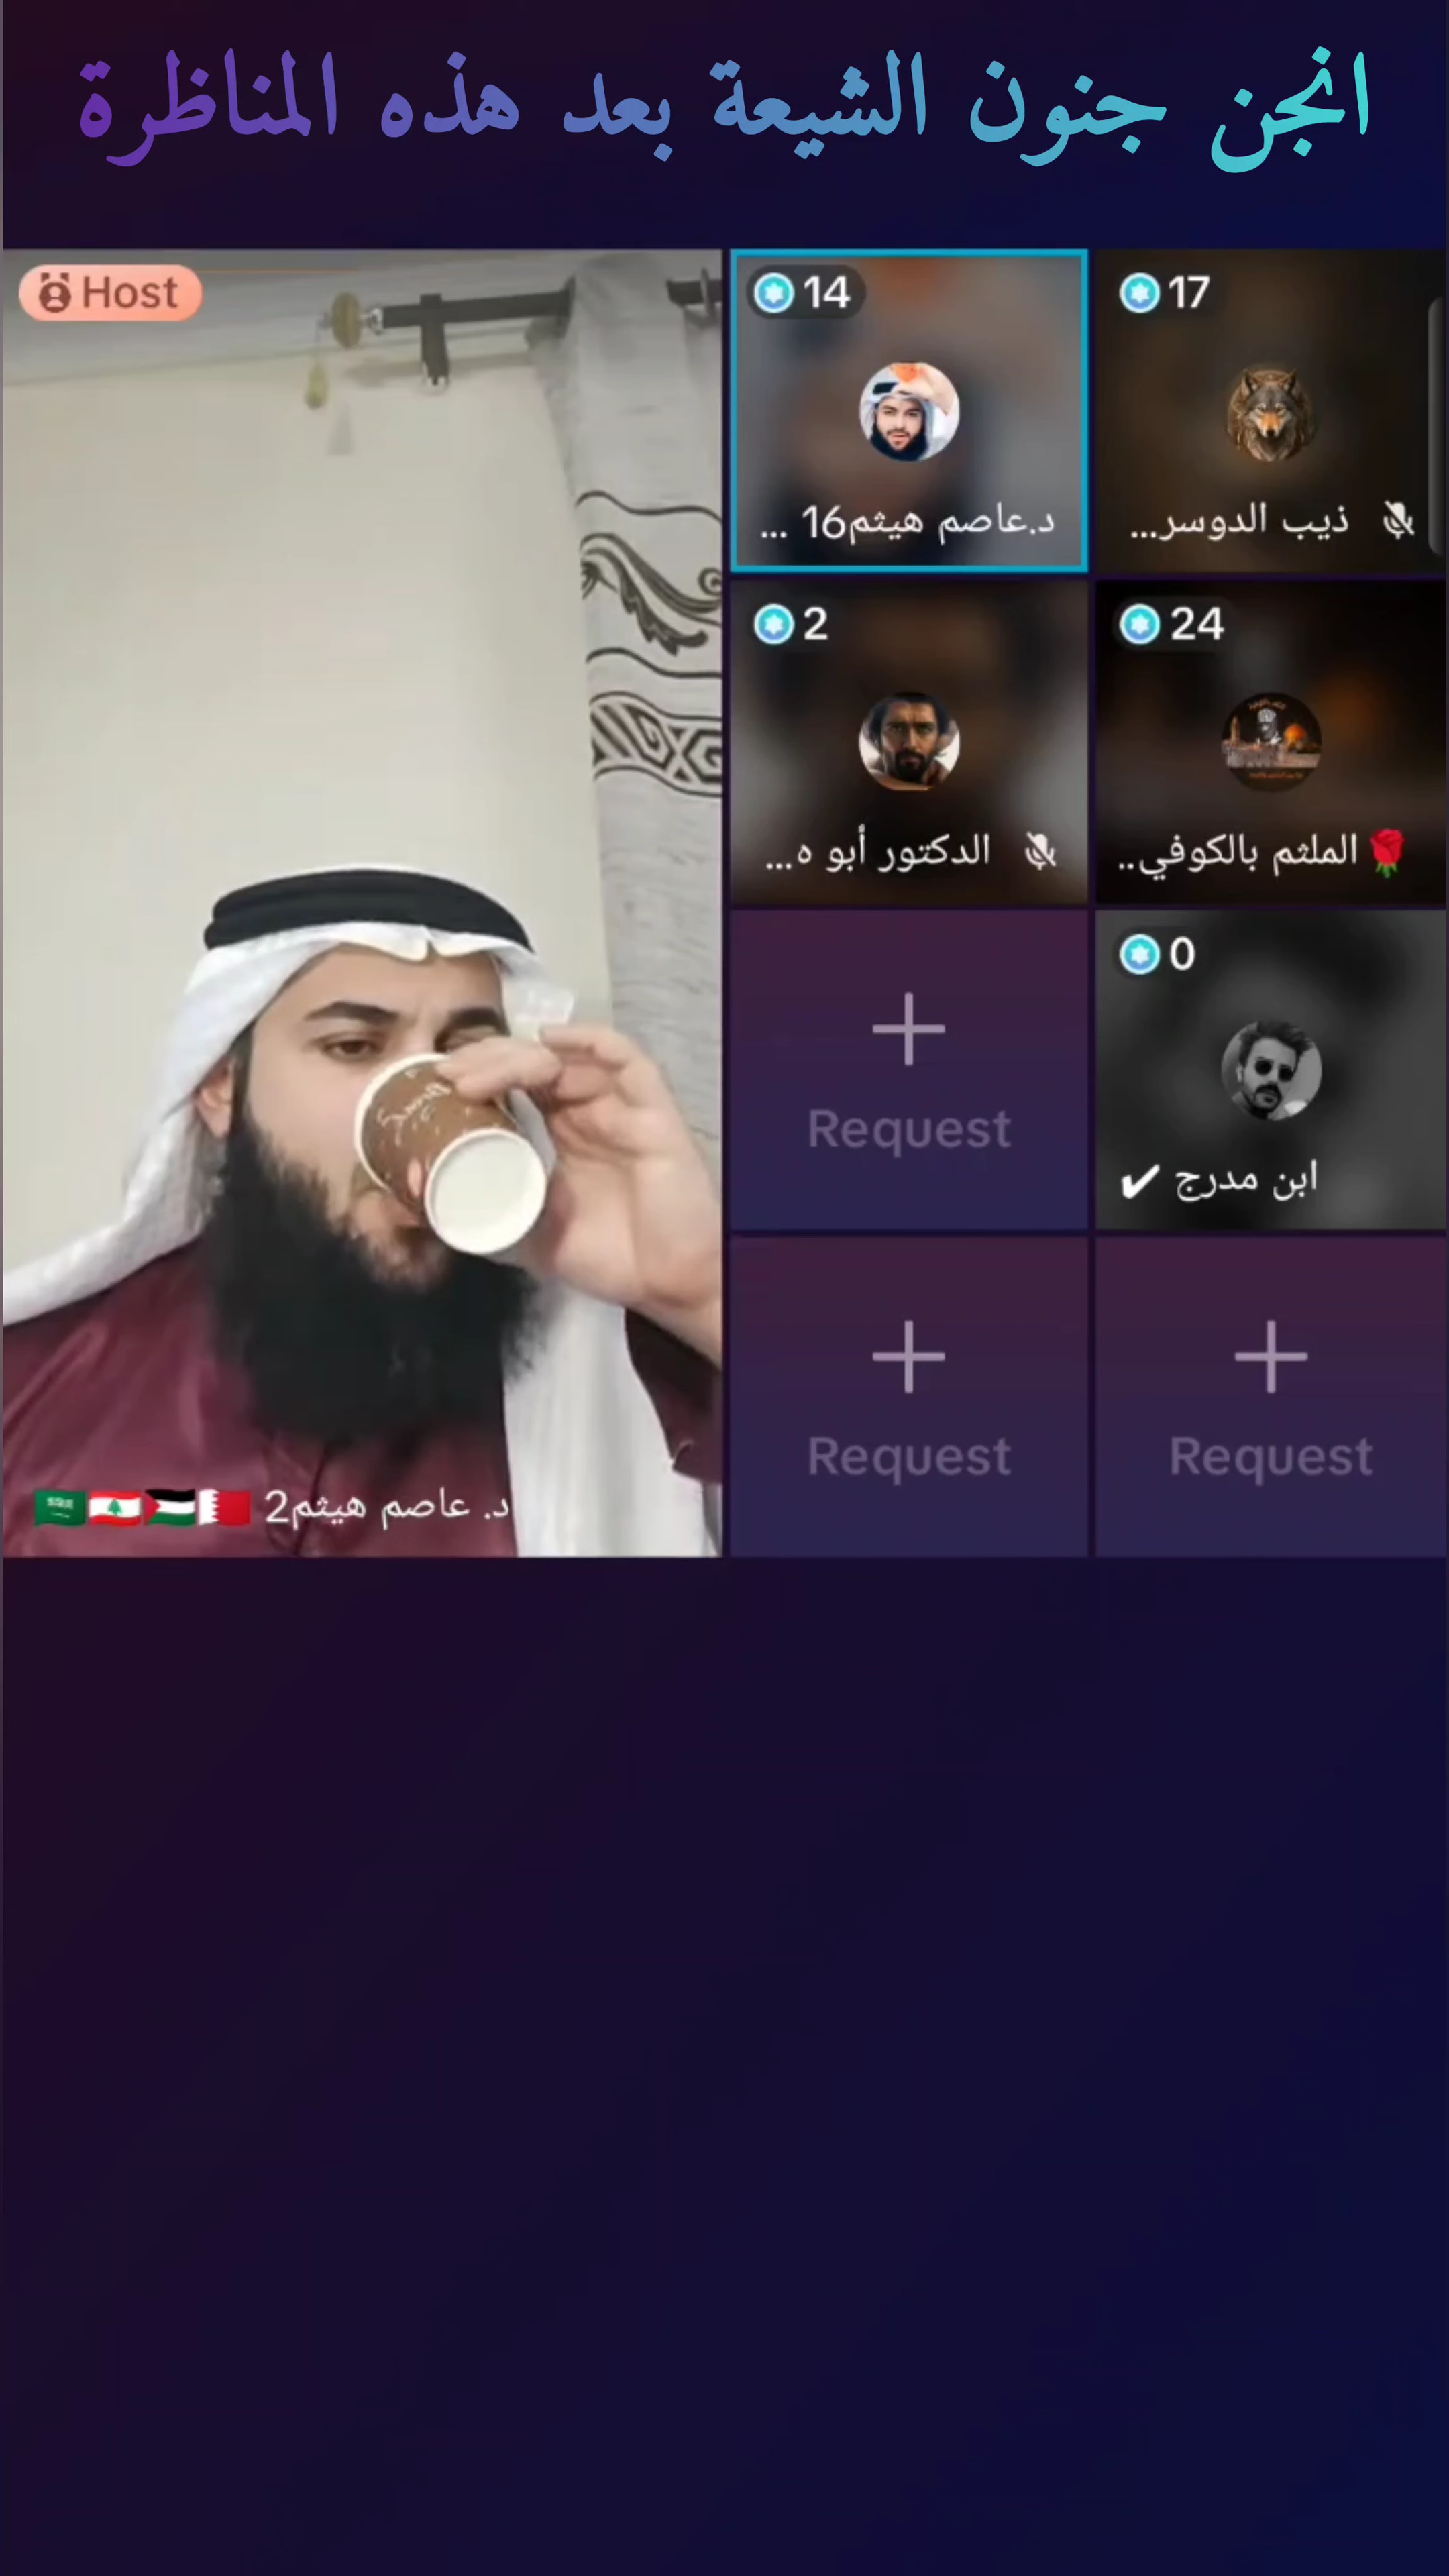 انجن جنون الشيعة بعد هذه المناظرة
Host
14
د.عاصم هيثم16 ...
17
ذيب الدوسر...
2
الدكتور أبو ه...
24
🌹الملثم بالكوفي..
Request
0
ابن مدرج ✔
Request
Request
د. عاصم هيثم2 🇧🇭🇵🇸🇱🇧🇸🇦